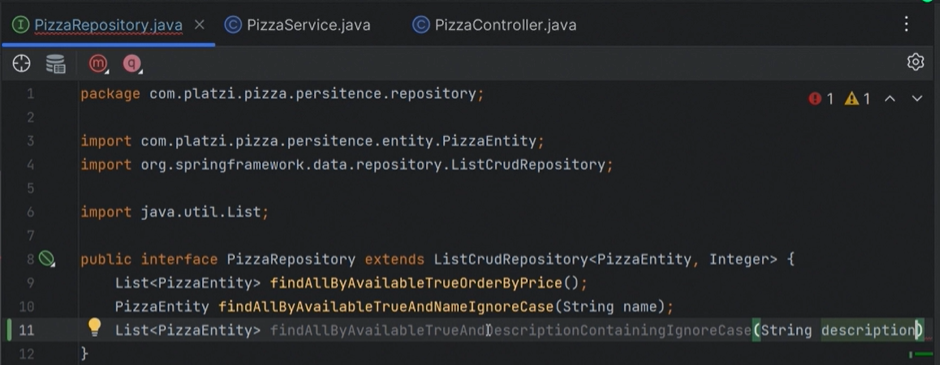 PizzaRepository.java PizzaService.java PizzaController.java
m q
1 package com.platzi.pizza.persitence.repository; 1 1
2
3 import com.platzi.pizza.persitence.entity.PizzaEntity;
4 import org.springframework.data.repository.ListCrudRepository;
5
6 import java.util.List;
7
8 public interface PizzaRepository extends ListCrudRepository<PizzaEntity, Integer> {
9 List<PizzaEntity> findAllByAvailableTrueOrderByPrice();
10 PizzaEntity findAllByAvailableTrueAndNameIgnoreCase(String name);
11 List<PizzaEntity> findAllByAvailableTrueAndDescriptionContainingIgnoreCase(String description)
12 }